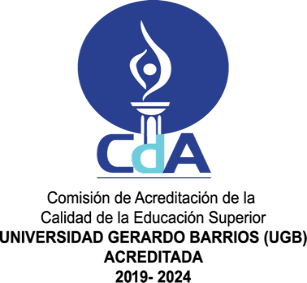 CdA
Comisión de Acreditación de la
Calidad de la Educación Superior
UNIVERSIDAD GERARDO BARRIOS (UGB)
ACREDITADA
2019- 2024